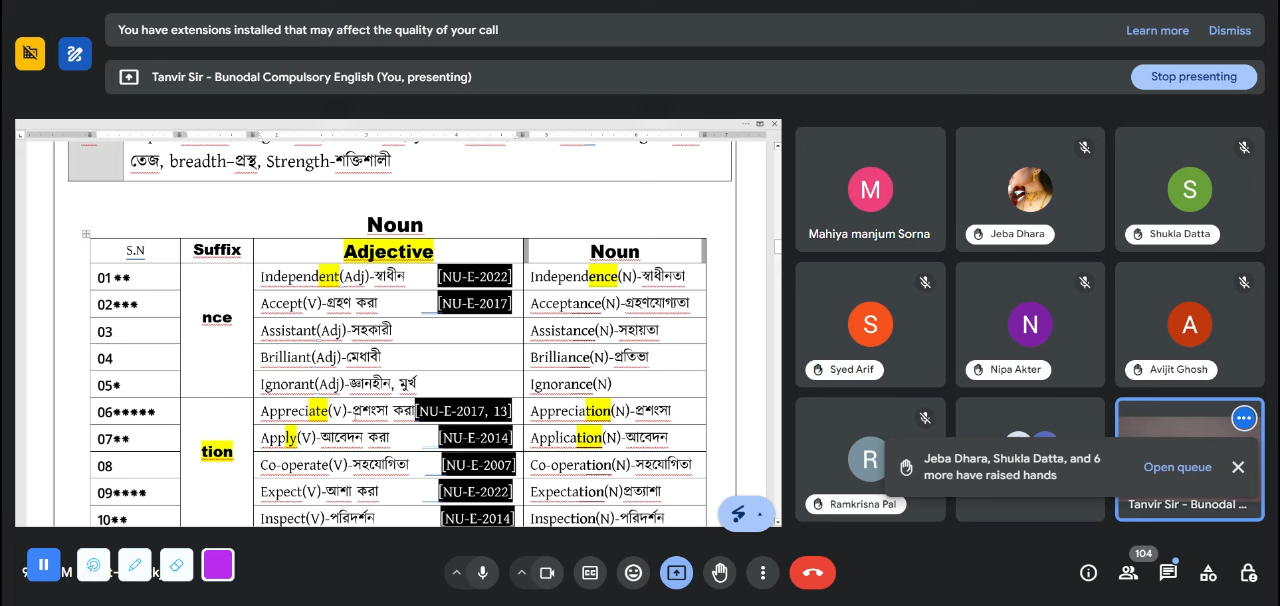 You have extensions installed that may affect the quality of your call
Learn more
Dismiss
Tanvir Sir - Bunodal Compulsory English (You, presenting)
Stop presenting
তেজ, breadth–প্রস্থ, Strength-শক্তিশালী
Noun
S.N Suffix Adjective Noun
01** Independent(Adj)-স্বাধীন [NU-E-2022] Independence(N)-স্বাধীনতা
02*** Accept(V)-গ্রহণ করা [NU-E-2017] Acceptance(N)-গ্রহণযোগ্যতা
nce
03 Assistant(Adj)-সহকারী Assistance(N)-সহায়তা
04 Brilliant(Adj)-মেধাবী Brilliance(N)-প্রতিভা
05* Ignorant(Adj)-জ্ঞানহীন, মুর্খ Ignorance(N)
06***** Appreciate(V)-প্রশংসা করা[NU-E-2017, 13] Appreciation(N)-প্রশংসা
07** Apply(V)-আবেদন করা [NU-E-2014] Application(N)-আবেদন
tion
08 Co-operate(V)-সহযোগিতা [NU-E-2007] Co-operation(N)-সহযোগিতা
09**** Expect(V)-আশা করা [NU-E-2022] Expectation(N)প্রত্যাশা
10** Inspect(V)-পরিদর্শন [NU-E-2014] Inspection(N)-পরিদর্শন
M
Mahiya manjum Sorna
Jeba Dhara
S
Shukla Datta
S
Syed Arif
N
Nipa Akter
A
Avijit Ghosh
R
Ramkrisna Pal
Jeba Dhara, Shukla Datta, and 6
more have raised hands
Open queue
Tanvir Sir - Bunodal ...
104